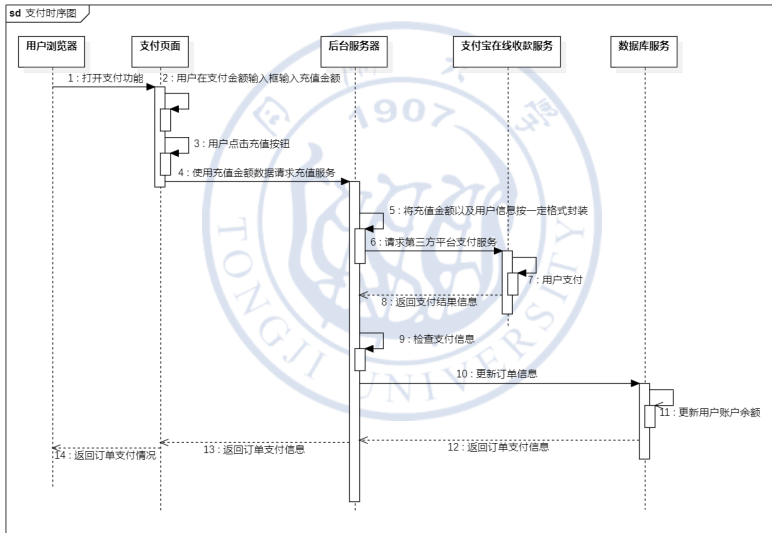 sd 支付时序图
用户浏览器
支付页面
后台服务器
支付宝在线收款服务
数据库服务
1 : 打开支付功能
2 : 用户在支付金额输入框输入充值金额
3 : 用户点击充值按钮
4 : 使用充值金额数据请求充值服务
5 : 将充值金额以及用户信息按一定格式封装
6 : 请求第三方平台支付服务
7 : 用户支付
8 : 返回支付结果信息
9 : 检查支付信息
10 : 更新订单信息
11 : 更新用户账户余额
12 : 返回订单支付信息
13 : 返回订单支付信息
14 : 返回订单支付情况
1907
TONGJI UNIVERSITY